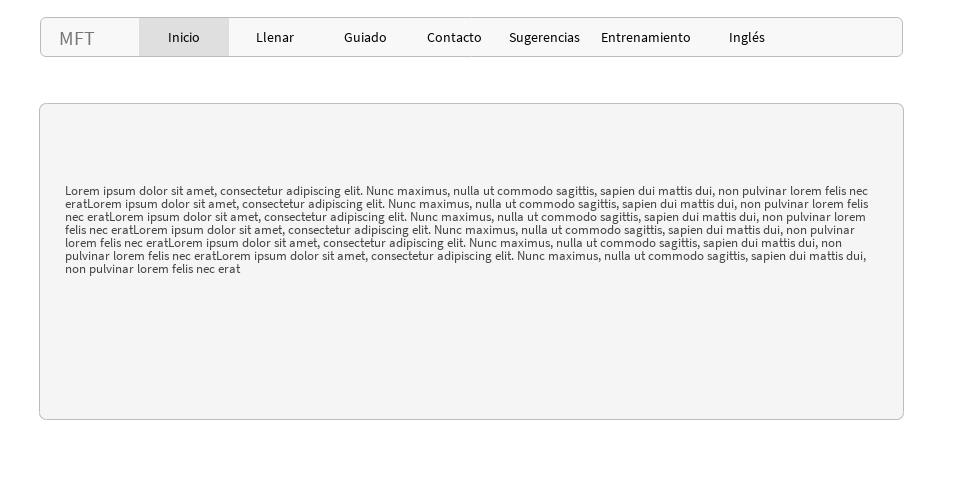 MFT Inicio Llenar Guiado Contacto Sugerencias Entrenamiento Inglés
Lorem ipsum dolor sit amet, consectetur adipiscing elit. Nunc maximus, nulla ut commodo sagittis, sapien dui mattis dui, non pulvinar lorem felis nec
eratLorem ipsum dolor sit amet, consectetur adipiscing elit. Nunc maximus, nulla ut commodo sagittis, sapien dui mattis dui, non pulvinar lorem felis
nec eratLorem ipsum dolor sit amet, consectetur adipiscing elit. Nunc maximus, nulla ut commodo sagittis, sapien dui mattis dui, non pulvinar lorem
felis nec eratLorem ipsum dolor sit amet, consectetur adipiscing elit. Nunc maximus, nulla ut commodo sagittis, sapien dui mattis dui, non pulvinar
lorem felis nec eratLorem ipsum dolor sit amet, consectetur adipiscing elit. Nunc maximus, nulla ut commodo sagittis, sapien dui mattis dui, non
pulvinar lorem felis nec eratLorem ipsum dolor sit amet, consectetur adipiscing elit. Nunc maximus, nulla ut commodo sagittis, sapien dui mattis dui,
non pulvinar lorem felis nec erat